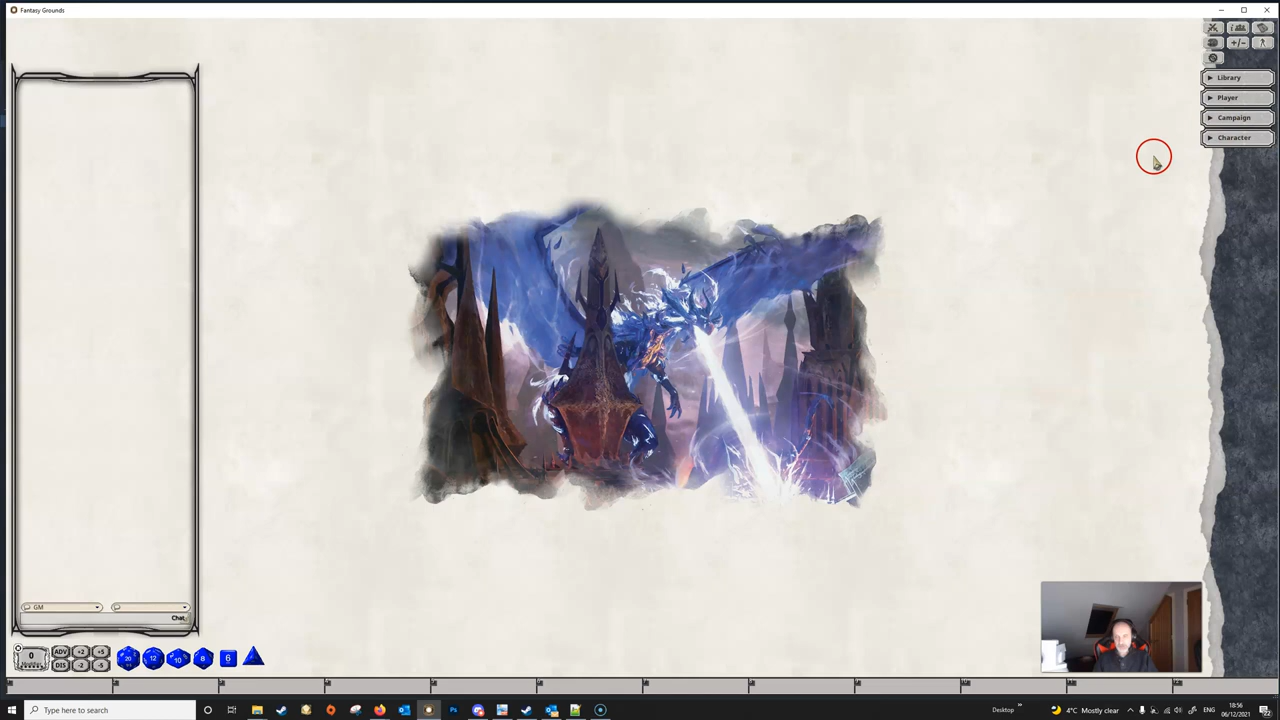 Fantasy Grounds
+/-
Library
Player
Campaign
Character
GM
Chat
0
Modifier
ADV +2 +5
DIS -2 -5
20 12 10 8 6
Type here to search
Desktop
4°C Mostly clear
ENG
18:56
06/12/2021